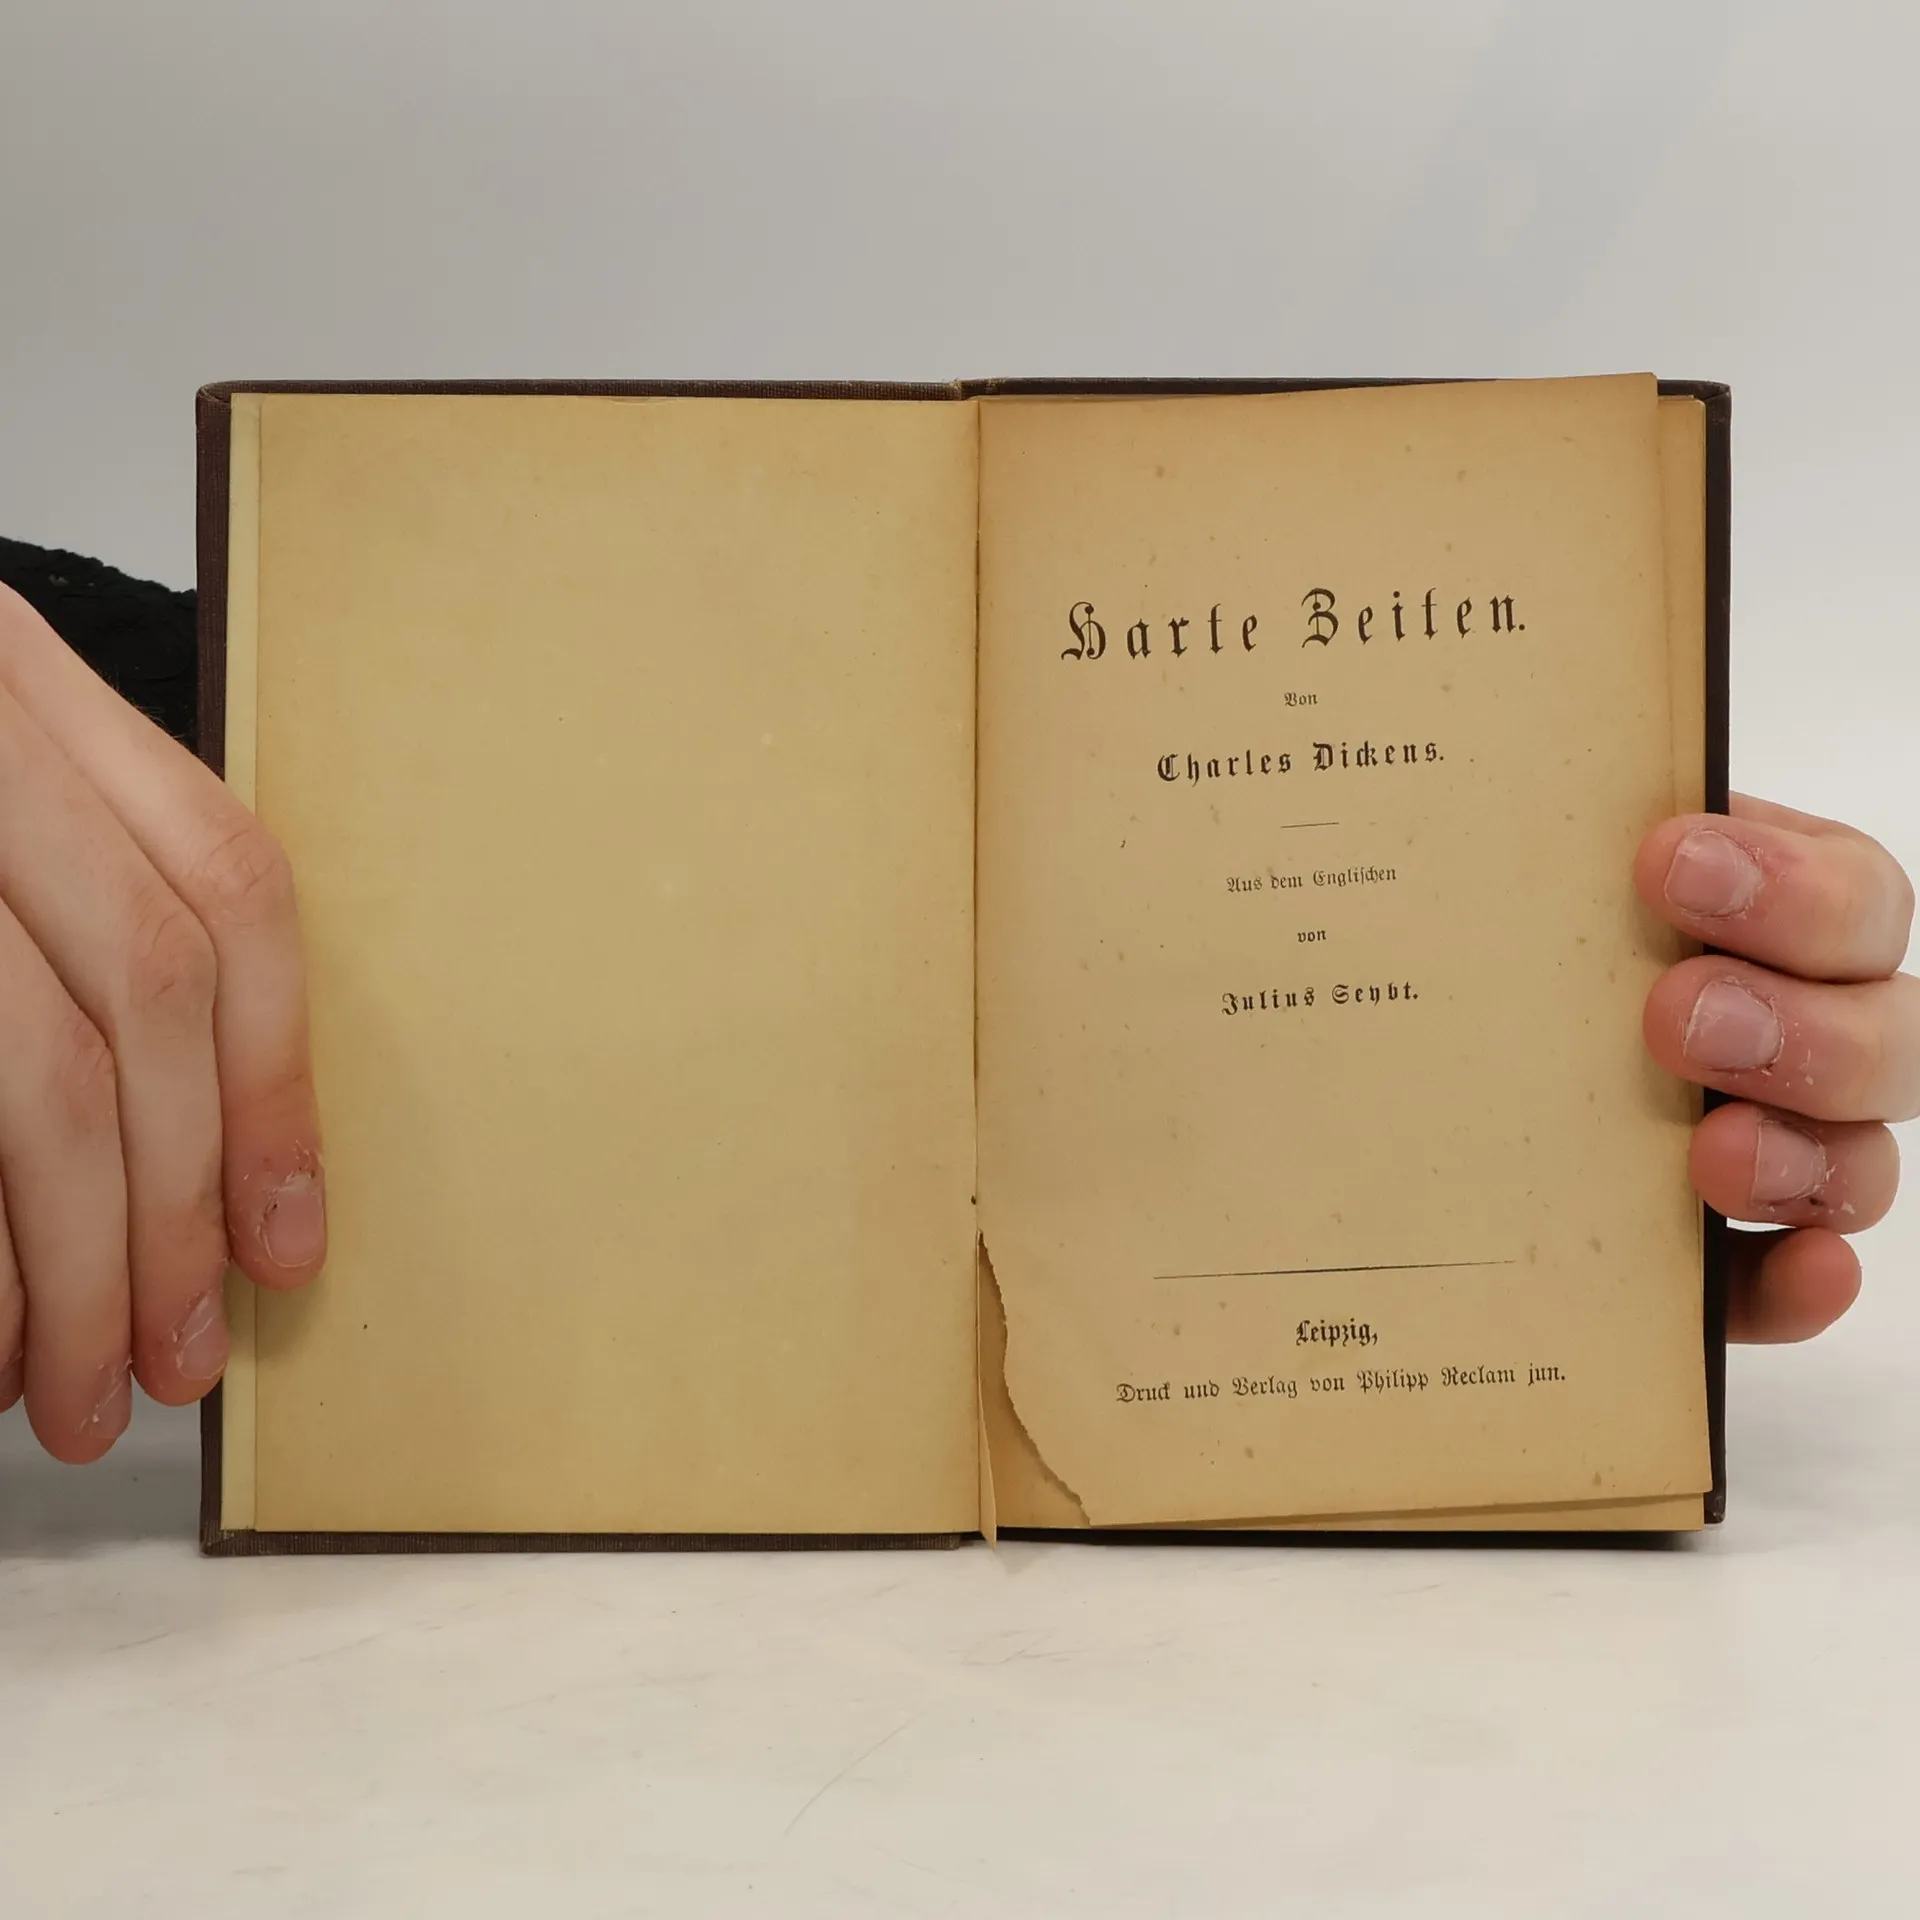 Harte Zeiten.
Von
Charles Dickens.
Aus dem Englischen
von
Julius Seybt.
Leipzig,
Druck und Verlag von Philipp Reclam jun.